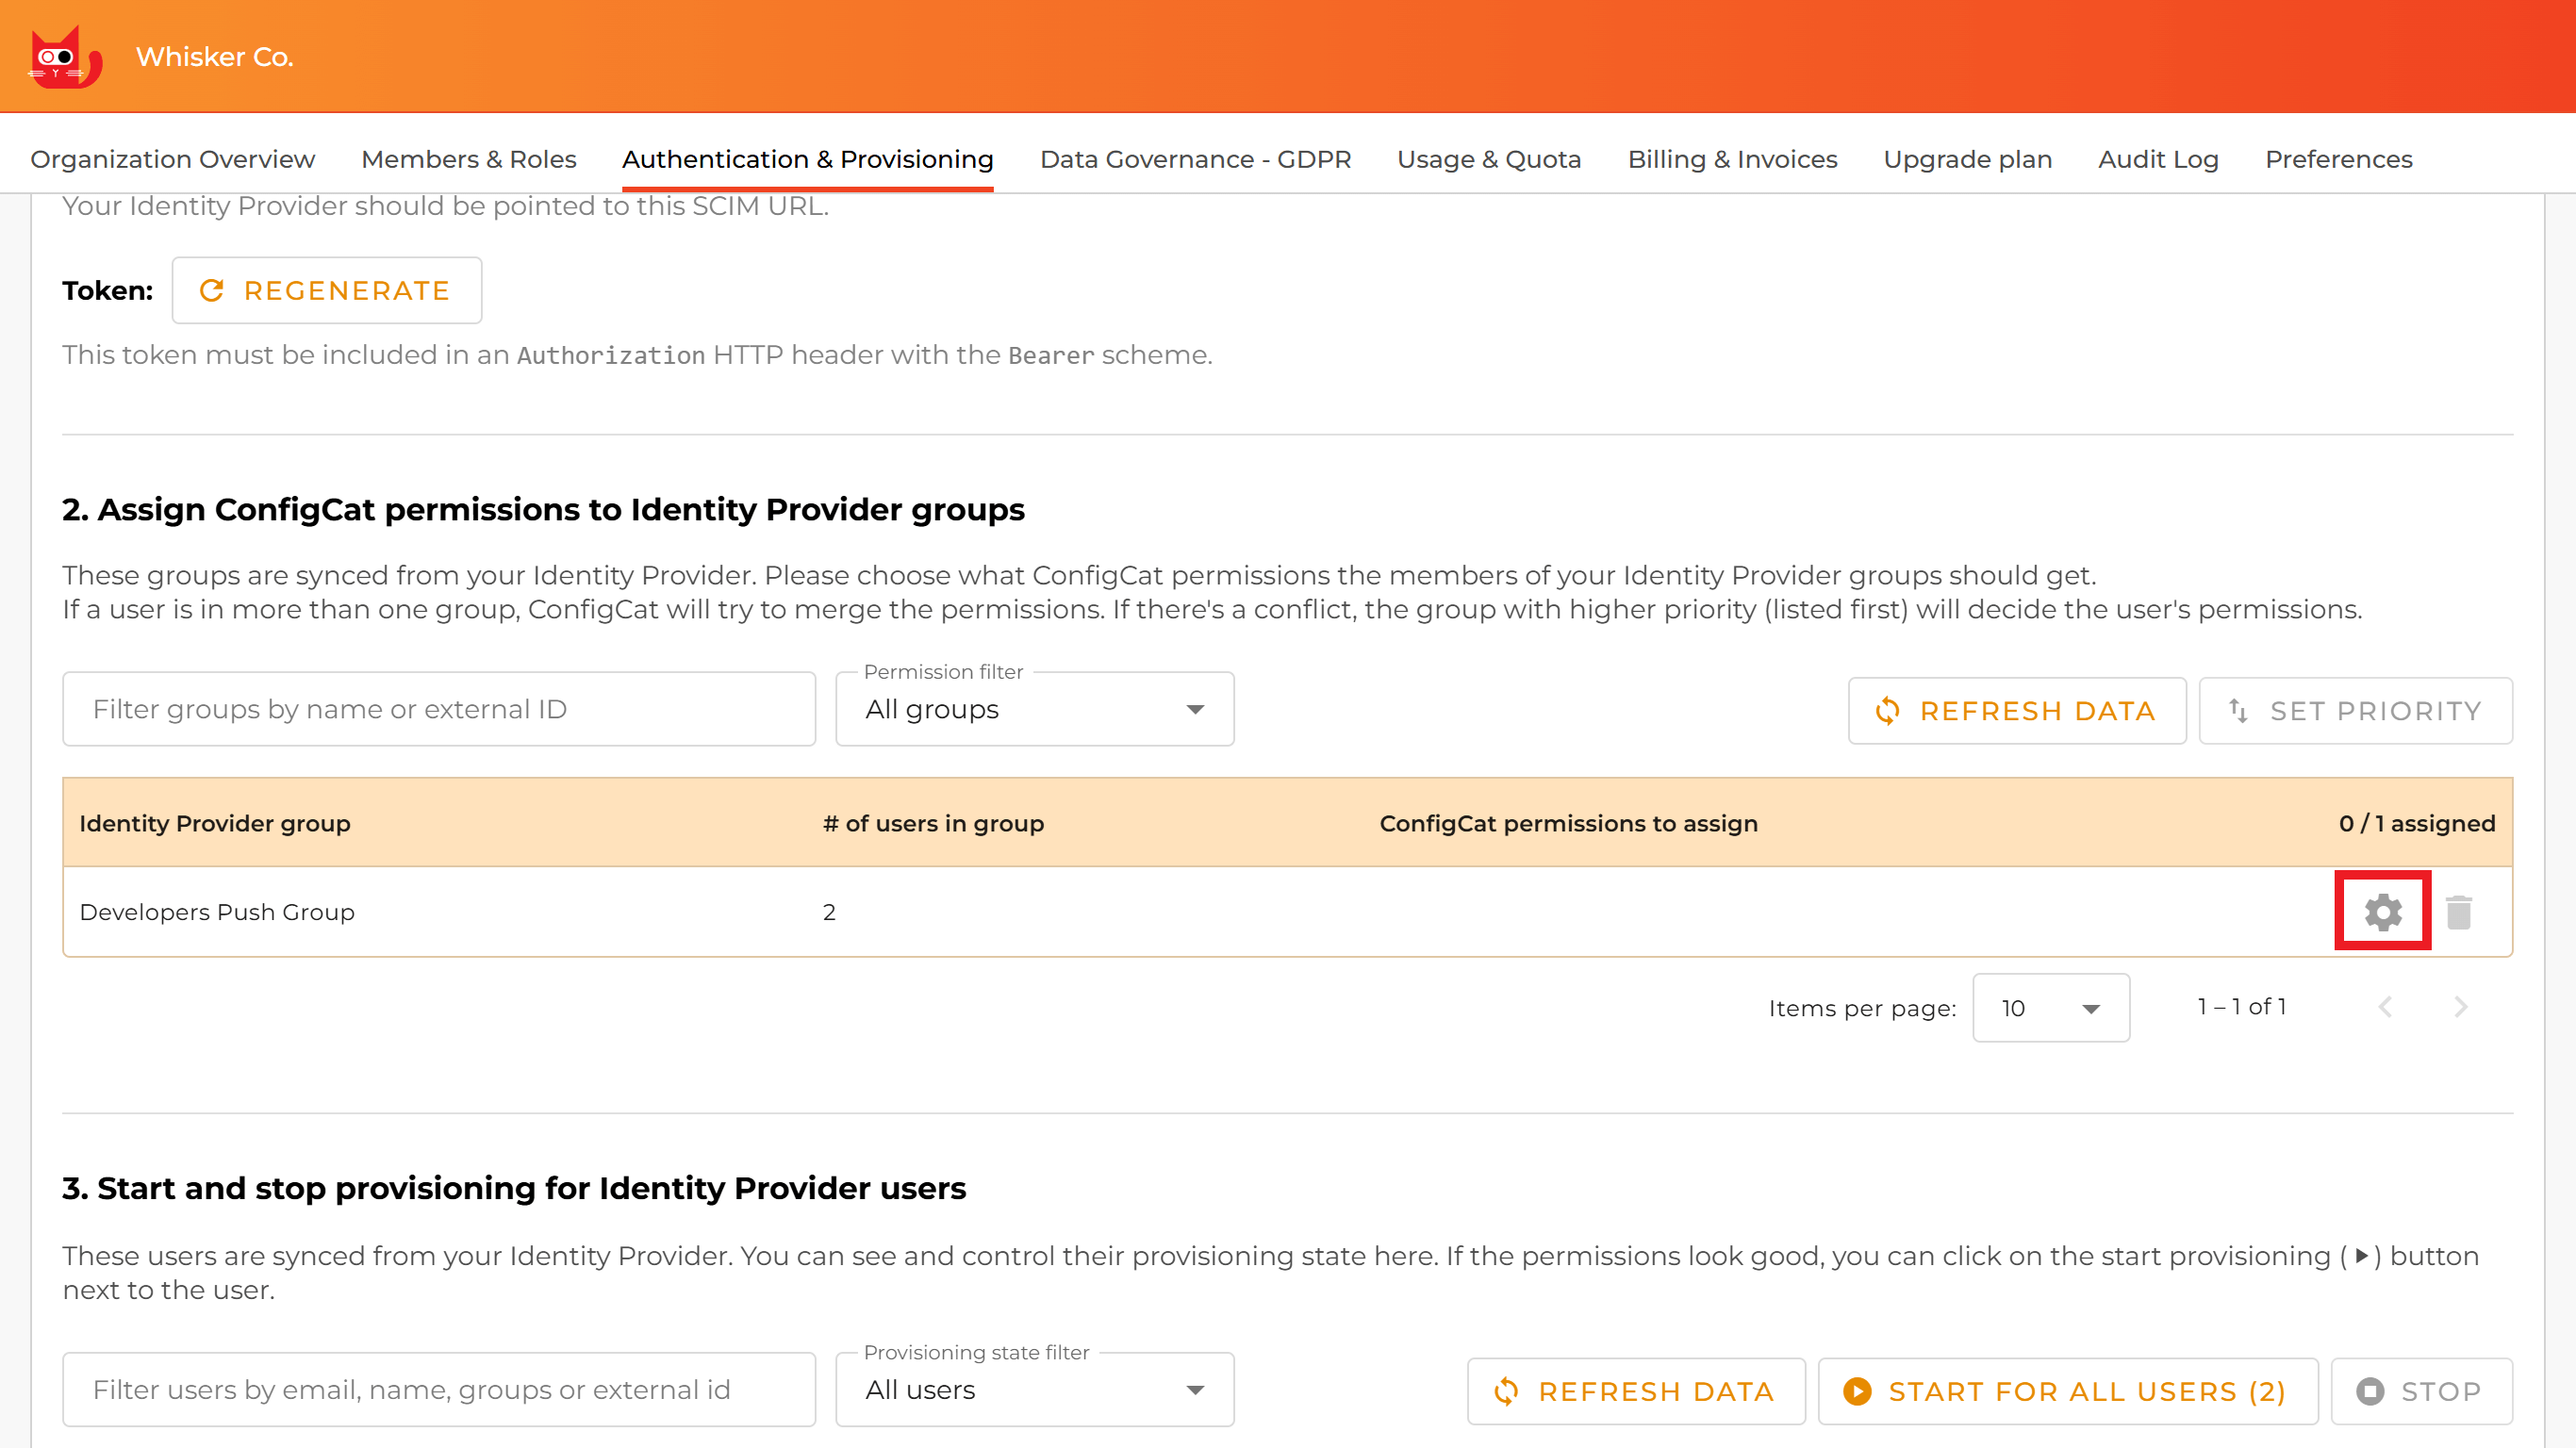 Whisker Co.
Organization Overview Members & Roles Authentication & Provisioning Data Governance - GDPR Usage & Quota Billing & Invoices Upgrade plan Audit Log Preferences
Your Identity Provider should be pointed to this SCIM URL.
Token: REGENERATE
This token must be included in an Authorization HTTP header with the Bearer scheme.
2. Assign ConfigCat permissions to Identity Provider groups
These groups are synced from your Identity Provider. Please choose what ConfigCat permissions the members of your Identity Provider groups should get.
If a user is in more than one group, ConfigCat will try to merge the permissions. If there's a conflict, the group with higher priority (listed first) will decide the user's permissions.
Permission filter
Filter groups by name or external ID All groups REFRESH DATA SET PRIORITY
Identity Provider group # of users in group ConfigCat permissions to assign 0 / 1 assigned
Developers Push Group 2
Items per page: 10 1 – 1 of 1
3. Start and stop provisioning for Identity Provider users
These users are synced from your Identity Provider. You can see and control their provisioning state here. If the permissions look good, you can click on the start provisioning ( ) button
next to the user.
Provisioning state filter
Filter users by email, name, groups or external id All users REFRESH DATA START FOR ALL USERS (2) STOP